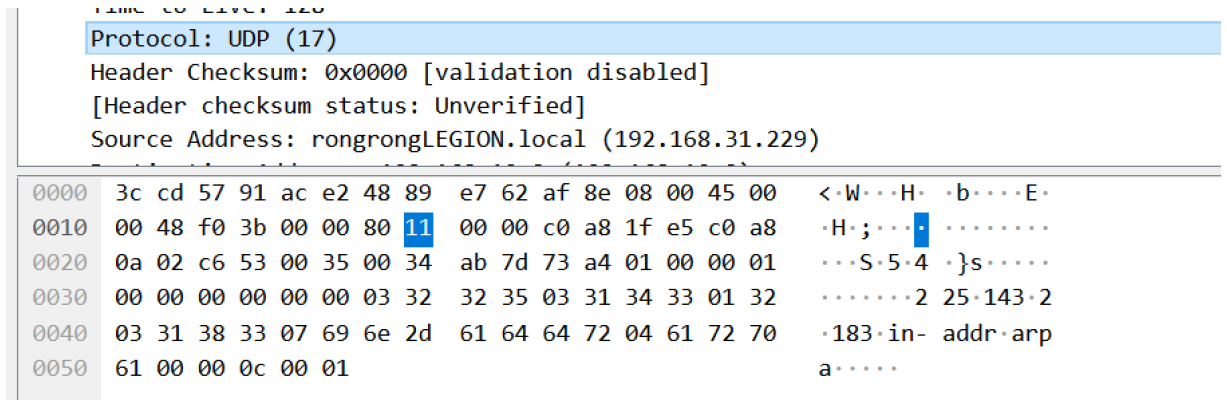 Protocol: UDP (17)
Header Checksum: 0x0000 [validation disabled]
[Header checksum status: Unverified]
Source Address: rongrongLEGION.local (192.168.31.229)
0000 3c cd 57 91 ac e2 48 89 e7 62 af 8e 08 00 45 00 <·W···H· ·b····E·
0010 00 48 f0 3b 00 00 80 11 00 00 c0 a8 1f e5 c0 a8 ·H·;···· ········
0020 0a 02 c6 53 00 35 00 34 ab 7d 73 a4 01 00 00 01 ···S·5·4 ·}s·····
0030 00 00 00 00 00 00 03 32 32 35 03 31 34 33 01 32 ·······2 25·143·2
0040 03 31 38 33 07 69 6e 2d 61 64 64 72 04 61 72 70 ·183·in- addr·arp
0050 61 00 00 0c 00 01 a·····